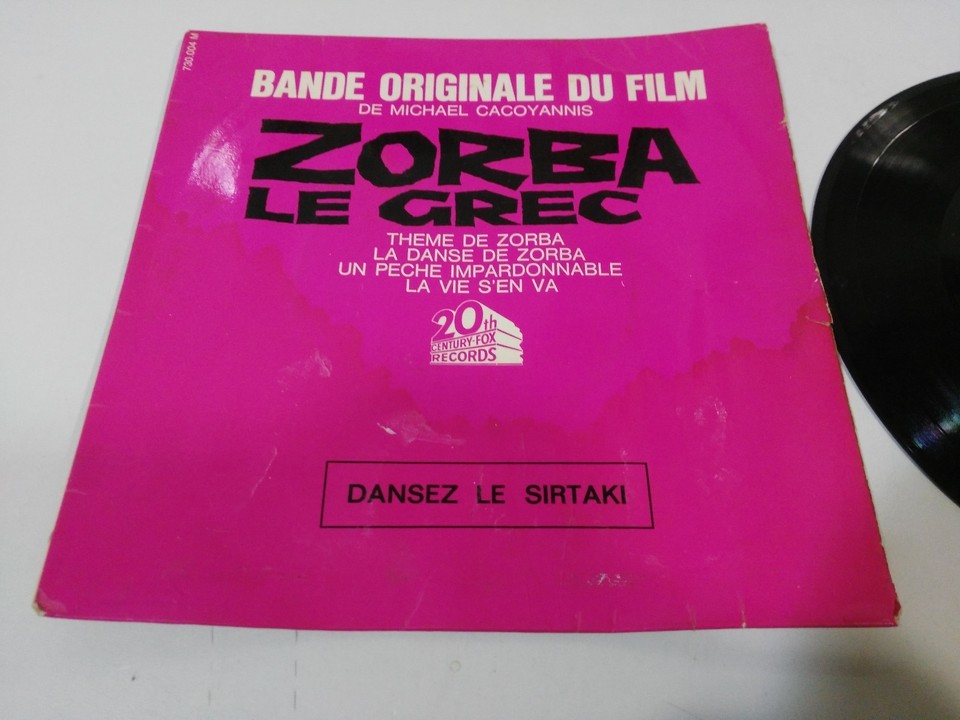 730.004 M
BANDE ORIGINALE DU FILM
DE MICHAEL CACOYANNIS
ZORBA
LE GREC
THEME DE ZORBA
LA DANSE DE ZORBA
UN PECHE IMPARDONNABLE
LA VIE S'EN VA
20th
CENTURY-FOX
RECORDS
DANSEZ LE SIRTAKI